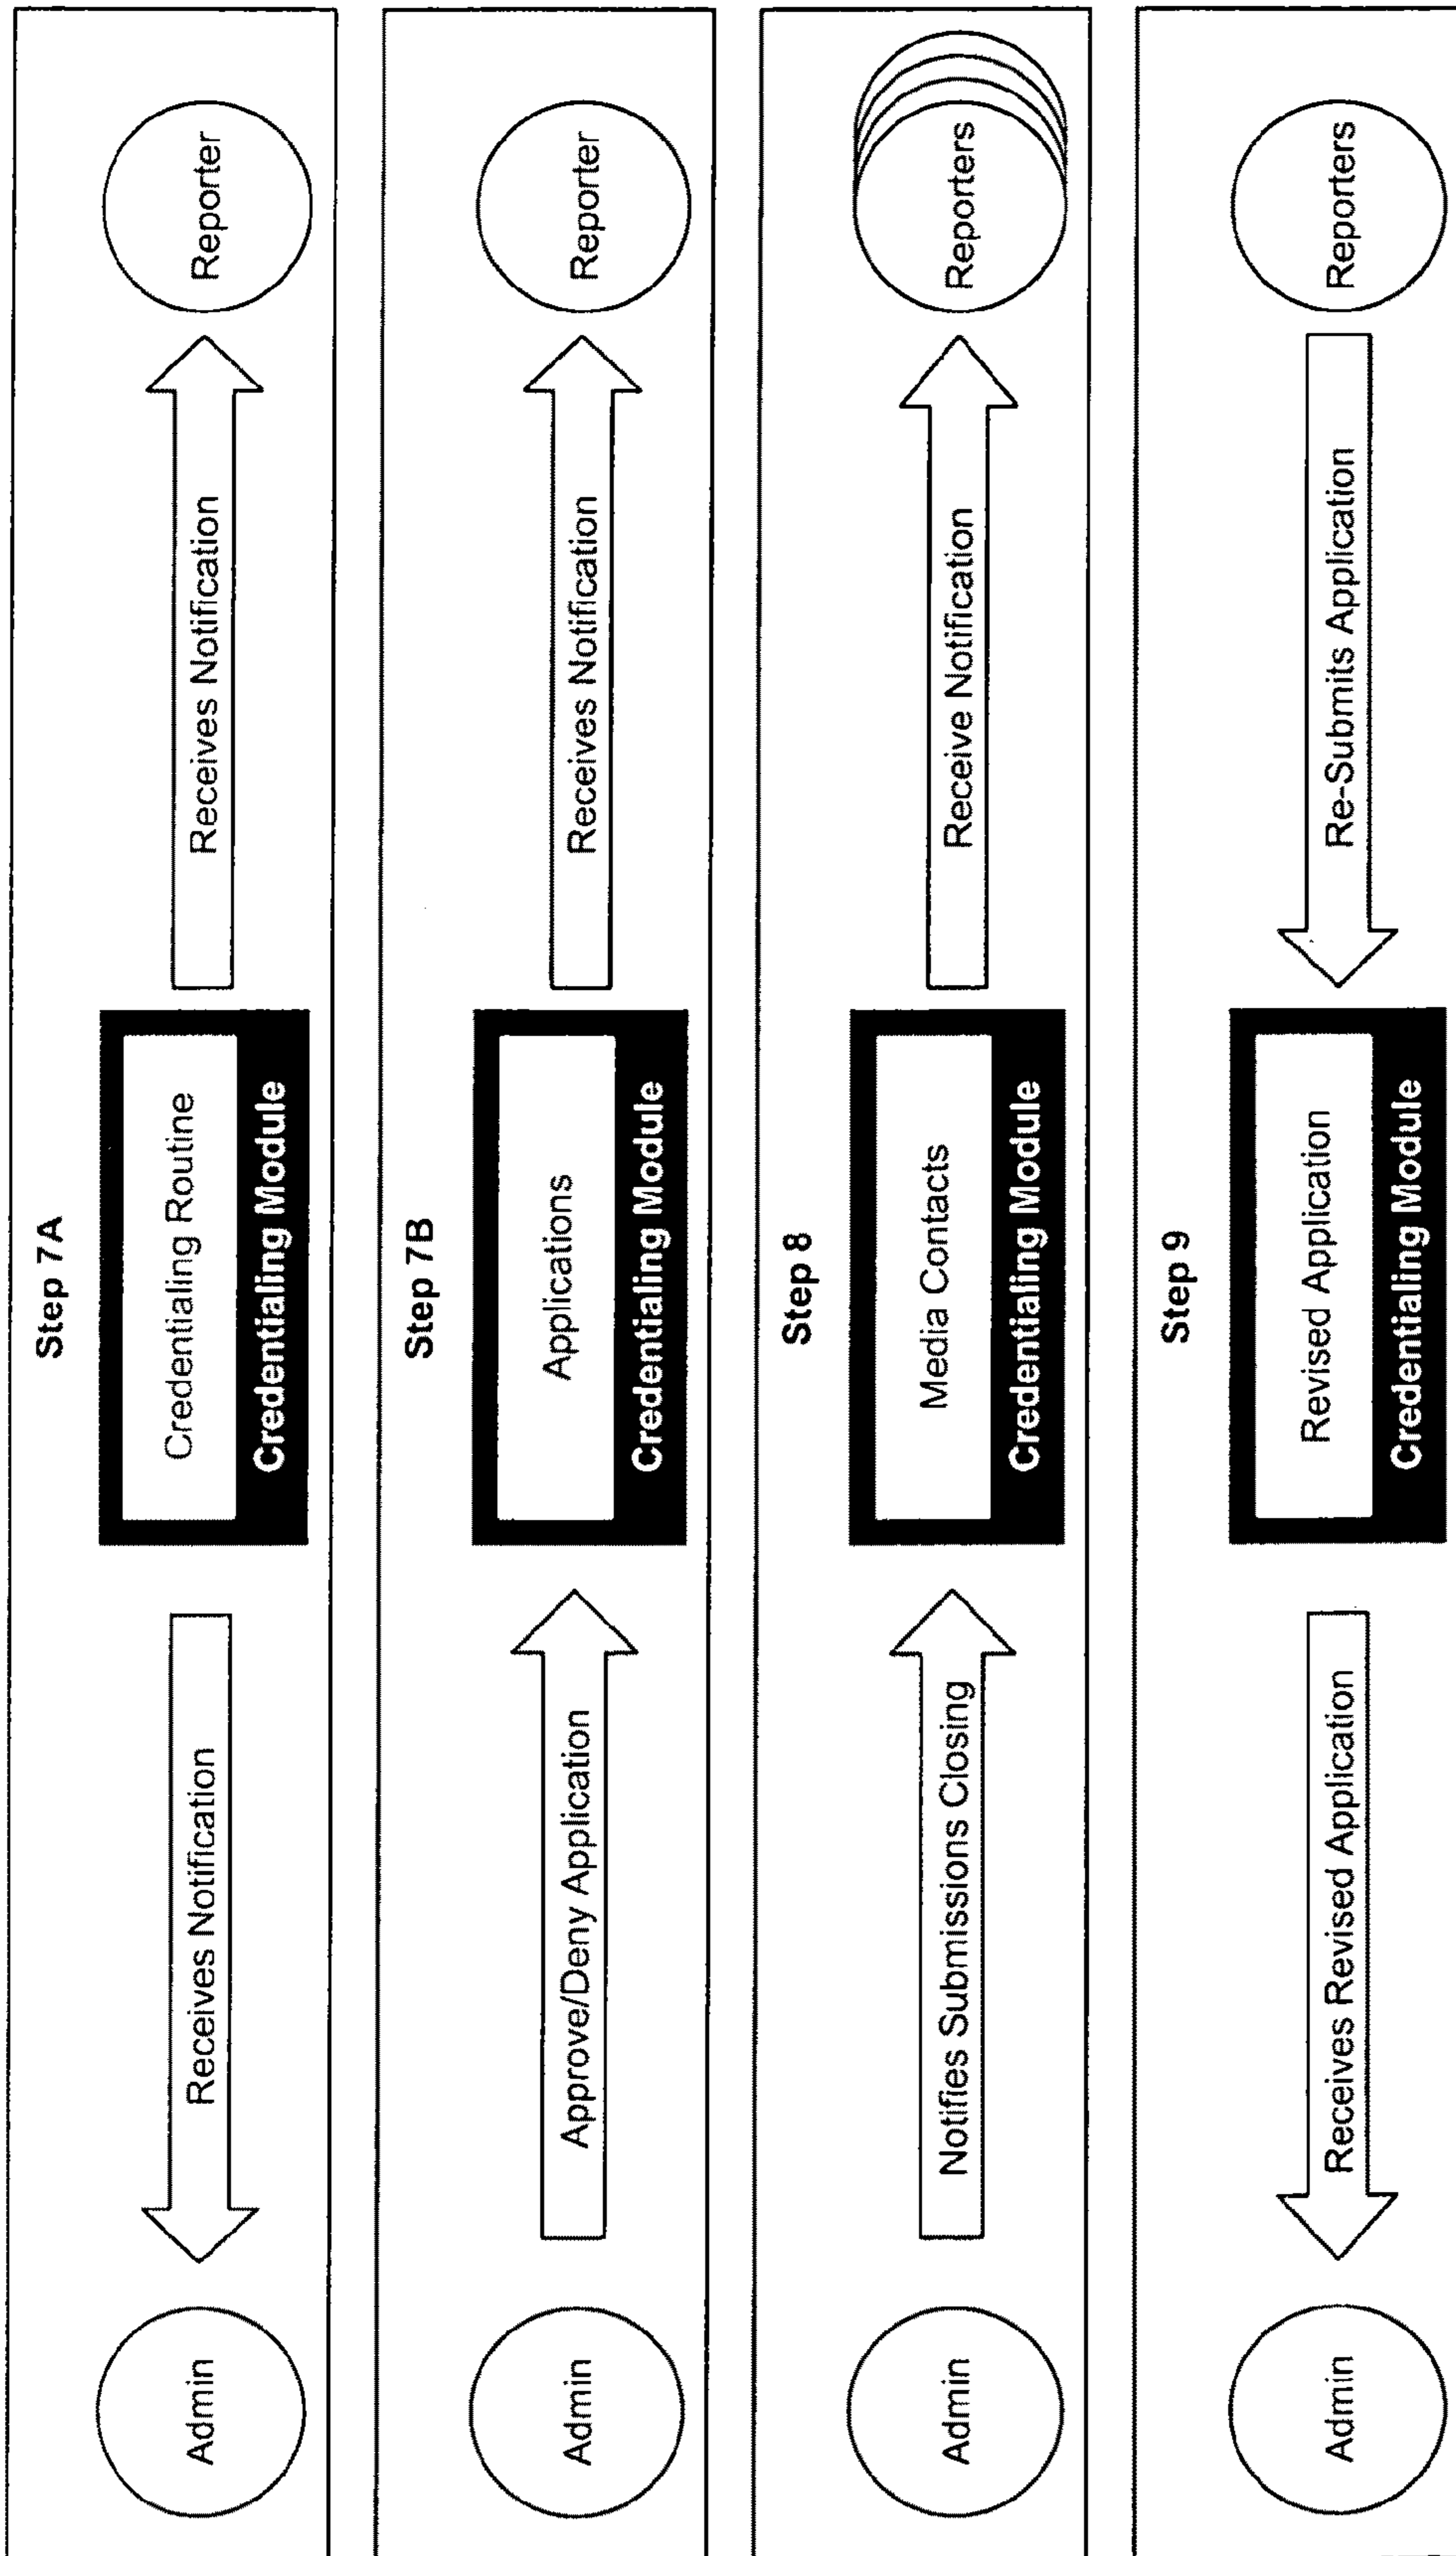 Step 7A
Admin
Receives Notification
Credentialing Routine
Credentialing Module
Receives Notification
Reporter
Step 7B
Admin
Approve/Deny Application
Applications
Credentialing Module
Receives Notification
Reporter
Step 8
Admin
Notifies Submissions Closing
Media Contacts
Credentialing Module
Receive Notification
Reporters
Step 9
Admin
Receives Revised Application
Revised Application
Credentialing Module
Re-Submits Application
Reporters